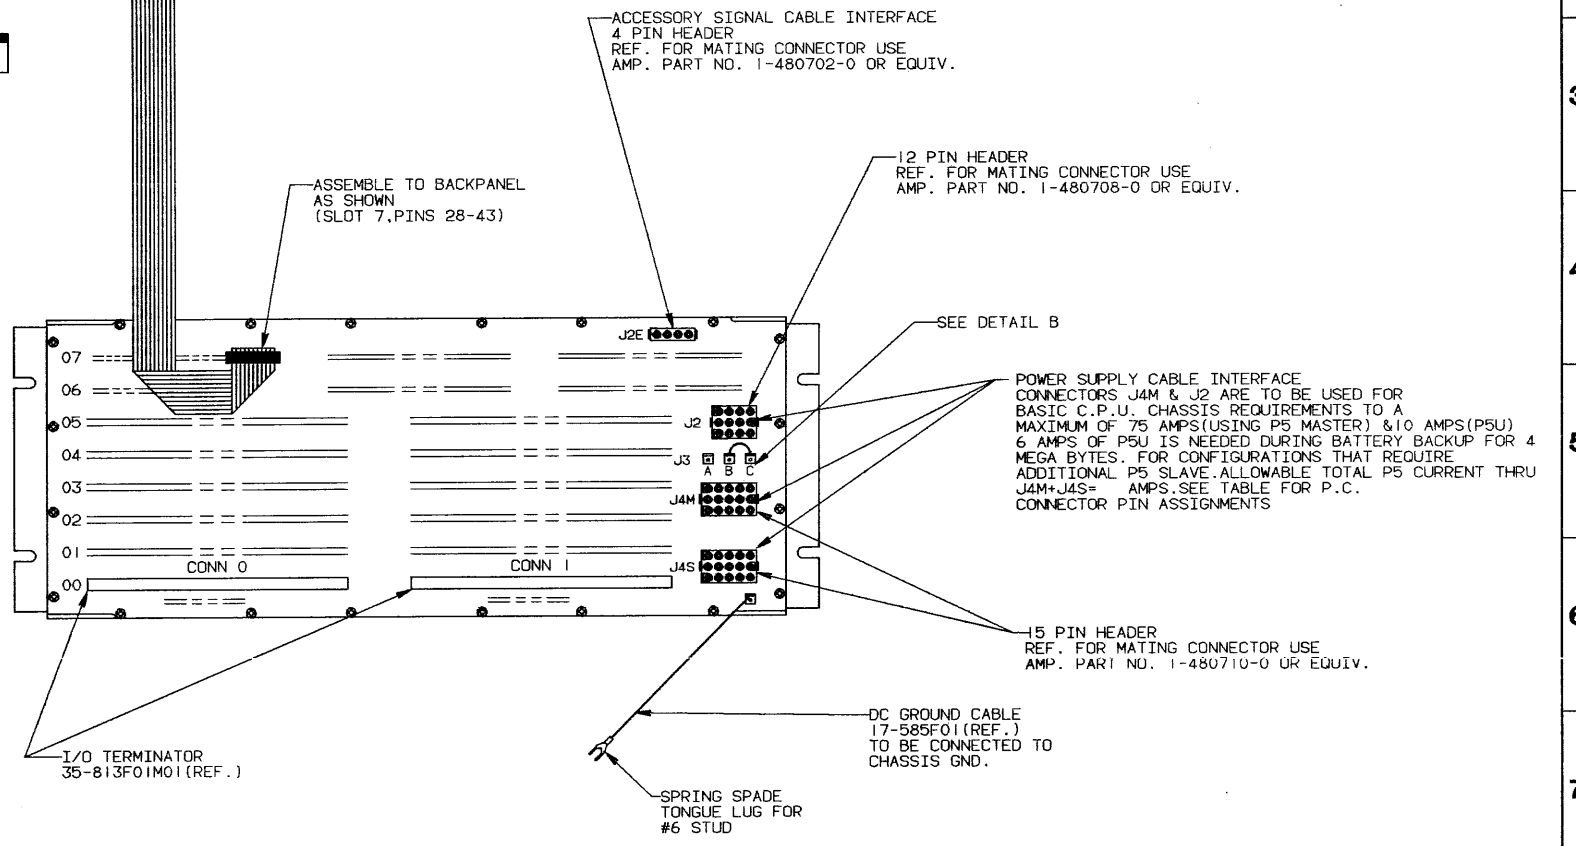 ACCESSORY SIGNAL CABLE INTERFACE
4 PIN HEADER
REF. FOR MATING CONNECTOR USE
AMP. PART NO. 1-480702-0 OR EQUIV.
12 PIN HEADER
REF. FOR MATING CONNECTOR USE
AMP. PART NO. 1-480708-0 OR EQUIV.
ASSEMBLE TO BACKPANEL
AS SHOWN
(SLOT 7,PINS 28-43)
SEE DETAIL B
POWER SUPPLY CABLE INTERFACE
CONNECTORS J4M & J2 ARE TO BE USED FOR
BASIC C.P.U. CHASSIS REQUIREMENTS TO A
MAXIMUM OF 75 AMPS(USING P5 MASTER) &10 AMPS(P5U)
6 AMPS OF P5U IS NEEDED DURING BATTERY BACKUP FOR 4
MEGA BYTES. FOR CONFIGURATIONS THAT REQUIRE
ADDITIONAL P5 SLAVE.ALLOWABLE TOTAL P5 CURRENT THRU
J4M+J4S= AMPS.SEE TABLE FOR P.C.
CONNECTOR PIN ASSIGNMENTS
J2E
07
06
05
J2
04
J3
A B C
03
J4M
02
01
CONN 0
CONN 1
J4S
00
15 PIN HEADER
REF. FOR MATING CONNECTOR USE
AMP. PART NO. 1-480710-0 OR EQUIV.
DC GROUND CABLE
17-585F01(REF.)
TO BE CONNECTED TO
CHASSIS GND.
I/O TERMINATOR
35-813F01M01(REF.)
SPRING SPADE
TONGUE LUG FOR
#6 STUD
3
4
5
6
7